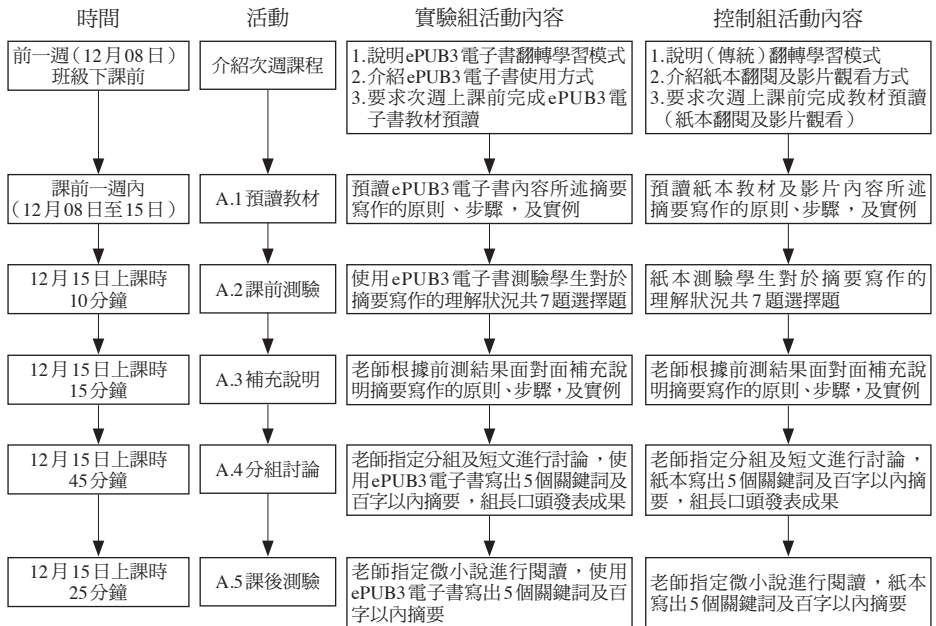 時間
活動
實驗組活動內容
控制組活動內容
前一週(12月08日)
班級下課前
介紹次週課程
1.說明ePUB3電子書翻轉學習模式
2.介紹ePUB3電子書使用方式
3.要求次週上課前完成ePUB3電
子書教材預讀
1.說明(傳統)翻轉學習模式
2.介紹紙本翻閱及影片觀看方式
3.要求次週上課前完成教材預讀
(紙本翻閱及影片觀看)
課前一週內
(12月08日至15日)
A.1預讀教材
預讀ePUB3電子書內容所述摘要
寫作的原則、步驟,及實例
預讀紙本教材及影片內容所述
摘要寫作的原則、步驟,及實例
12月15日上課時
10分鐘
A.2課前測驗
使用ePUB3電子書測驗學生對於
摘要寫作的理解狀況共7題選擇題
紙本測驗學生對於摘要寫作的
理解狀況共7題選擇題
12月15日上課時
15分鐘
A.3補充說明
老師根據前測結果面對面補充說
明摘要寫作的原則、步驟,及實例
老師根據前測結果面對面補充說
明摘要寫作的原則、步驟,及實例
12月15日上課時
45分鐘
A.4分組討論
老師指定分組及短文進行討論,使
用ePUB3電子書寫出5個關鍵詞及
百字以內摘要,組長口頭發表成果
老師指定分組及短文進行討論,
紙本寫出5個關鍵詞及百字以內摘
要,組長口頭發表成果
12月15日上課時
25分鐘
A.5課後測驗
老師指定微小說進行閱讀,使用
ePUB3電子書寫出5個關鍵詞及百
字以內摘要
老師指定微小說進行閱讀,紙本
寫出5個關鍵詞及百字以內摘要